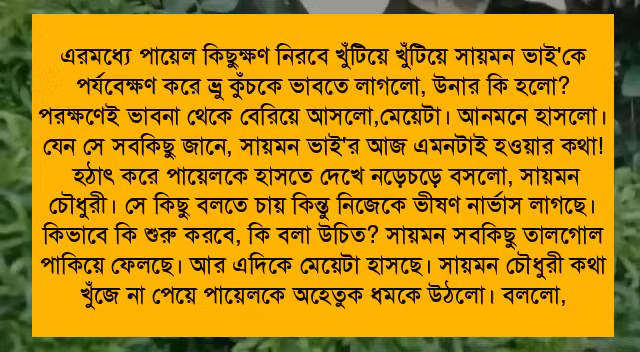 এরমধ্যে পায়েল কিছুক্ষণ নিরবে খুঁটিয়ে খুঁটিয়ে সায়মন ভাই'কে
পর্যবেক্ষণ করে ভ্রু কুঁচকে ভাবতে লাগলো, উনার কি হলো?
পরক্ষণেই ভাবনা থেকে বেরিয়ে আসলো,মেয়েটা। আনমনে হাসলো।
যেন সে সবকিছু জানে, সায়মন ভাই'র আজ এমনটাই হওয়ার কথা!
হঠাৎ করে পায়েলকে হাসতে দেখে নড়েচড়ে বসলো, সায়মন
চৌধুরী। সে কিছু বলতে চায় কিন্তু নিজেকে ভীষণ নার্ভাস লাগছে।
কিভাবে কি শুরু করবে, কি বলা উচিত? সায়মন সবকিছু তালগোল
পাকিয়ে ফেলছে। আর এদিকে মেয়েটা হাসছে। সায়মন চৌধুরী কথা
খুঁজে না পেয়ে পায়েলকে অহেতুক ধমকে উঠলো। বললো,